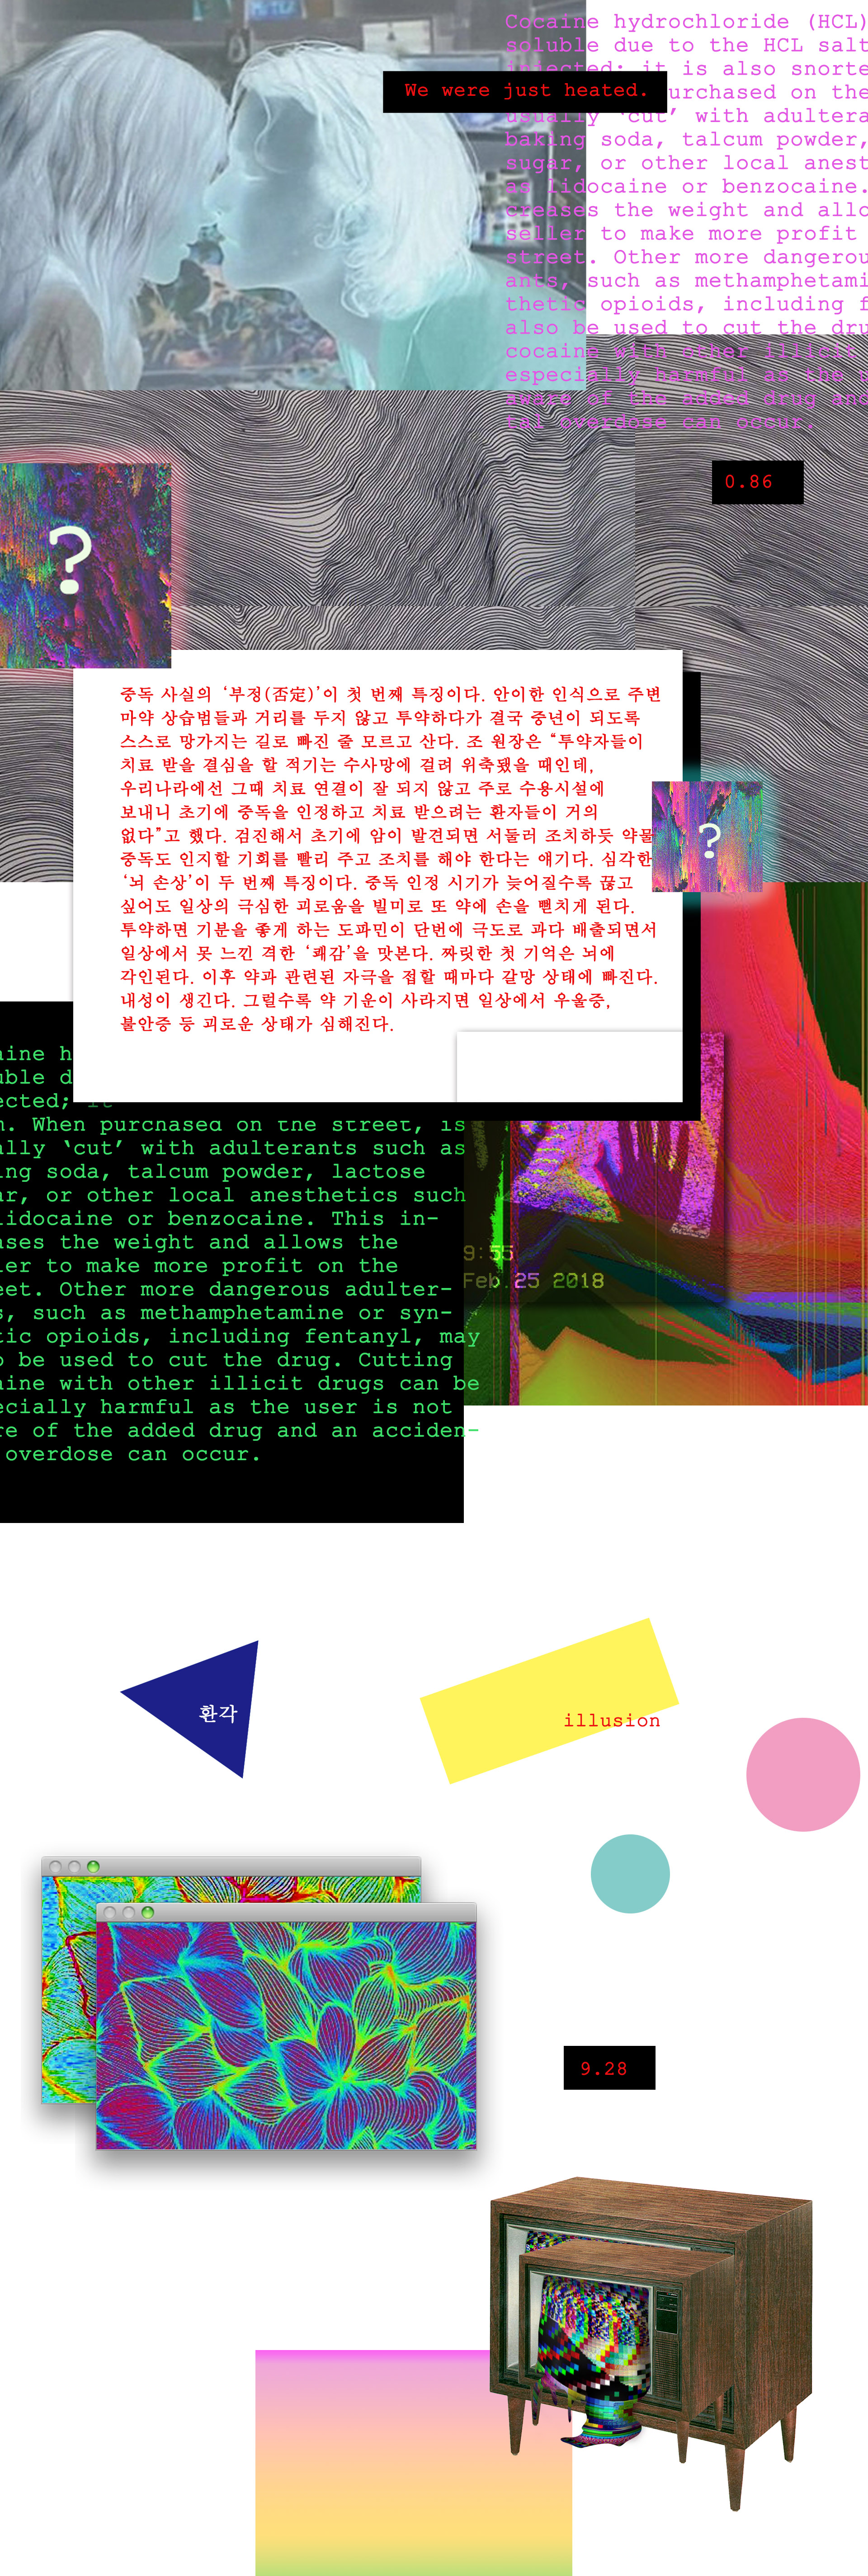 Cocaine hydrochloride (HCL)
soluble due to the HCL salt
injected; it is also snorte
We were just heated.
urchased on the
usually 'cut' with adultera
baking soda, talcum powder,
sugar, or other local anest
as lidocaine or benzocaine.
creases the weight and allo
seller to make more profit
street. Other more dangerou
ants, such as methamphetami
thetic opioids, including f
also be used to cut the dru
cocaine with other illicit
especially harmful as the u
aware of the added drug and
tal overdose can occur.
0.86
?
중독 사실의 ‘부정(否定)’이 첫 번째 특징이다. 안이한 인식으로 주변
마약 상습범들과 거리를 두지 않고 투약하다가 결국 중년이 되도록
스스로 망가지는 길로 빠진 줄 모르고 산다. 조 원장은 “투약자들이
치료 받을 결심을 할 적기는 수사망에 걸려 위축됐을 때인데,
우리나라에선 그때 치료 연결이 잘 되지 않고 주로 수용시설에
보내니 초기에 중독을 인정하고 치료 받으려는 환자들이 거의
없다”고 했다. 검진해서 초기에 암이 발견되면 서둘러 조치하듯 약물
중독도 인지할 기회를 빨리 주고 조치를 해야 한다는 얘기다. 심각한
‘뇌 손상’이 두 번째 특징이다. 중독 인정 시기가 늦어질수록 끊고
싶어도 일상의 극심한 괴로움을 빌미로 또 약에 손을 뻗치게 된다.
투약하면 기분을 좋게 하는 도파민이 단번에 극도로 과다 배출되면서
일상에서 못 느낀 격한 ‘쾌감’을 맛본다. 짜릿한 첫 기억은 뇌에
각인된다. 이후 약과 관련된 자극을 접할 때마다 갈망 상태에 빠진다.
내성이 생긴다. 그럴수록 약 기운이 사라지면 일상에서 우울증,
불안증 등 괴로운 상태가 심해진다.
?
aine h
uble d
ected; it
n. When purchased on the street, is
ally ‘cut’ with adulterants such as
ing soda, talcum powder, lactose
ar, or other local anesthetics such
lidocaine or benzocaine. This in-
ases the weight and allows the
ler to make more profit on the
eet. Other more dangerous adulter-
s, such as methamphetamine or syn-
tic opioids, including fentanyl, may
o be used to cut the drug. Cutting
aine with other illicit drugs can be
ecially harmful as the user is not
re of the added drug and an acciden-
overdose can occur.
9:55
Feb.25 2018
환각
illusion
9.28